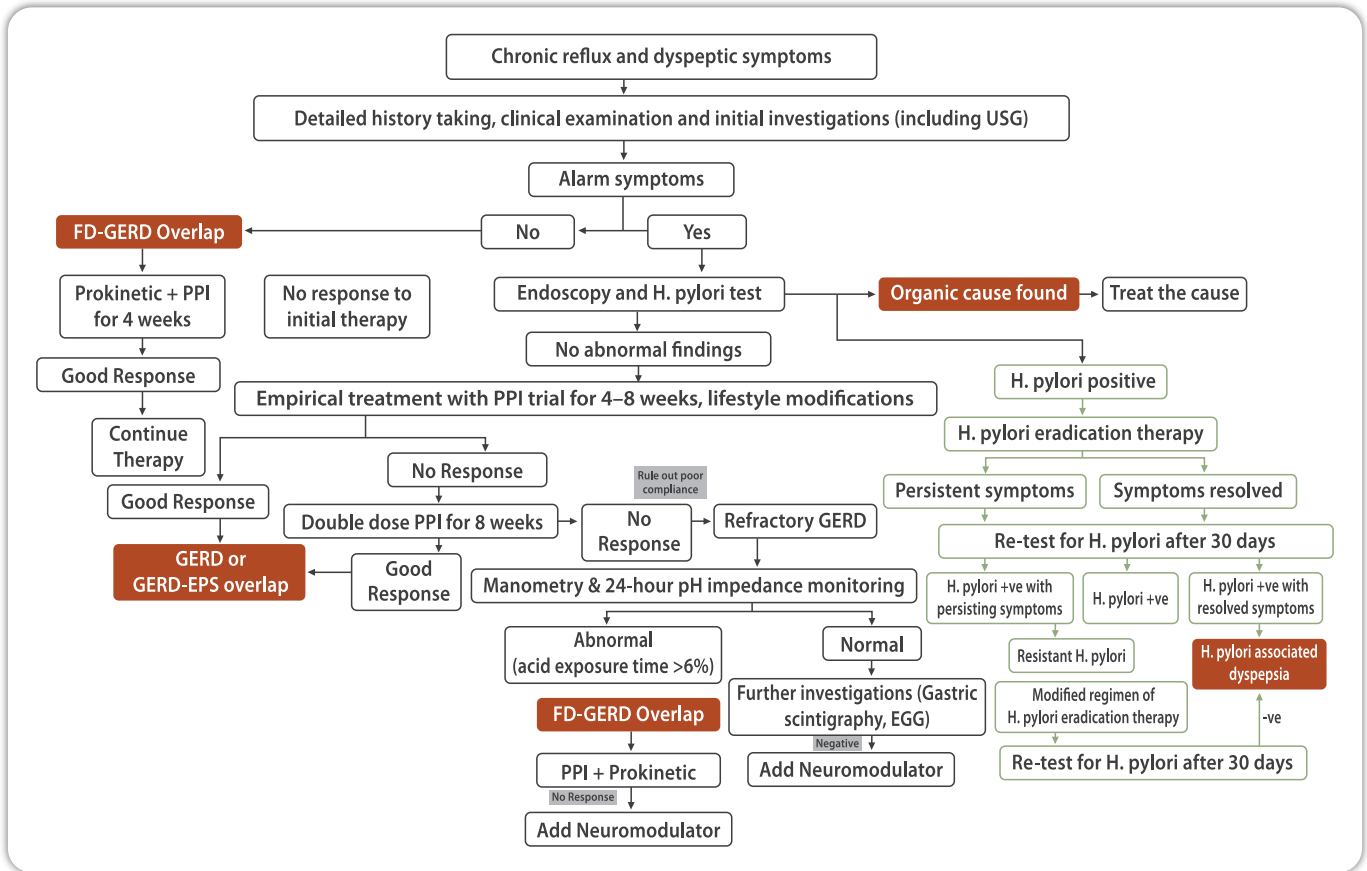 Chronic reflux and dyspeptic symptoms
Detailed history taking, clinical examination and initial investigations (including USG)
Alarm symptoms
FD-GERD Overlap
No
Yes
Prokinetic + PPI
for 4 weeks
No response to
initial therapy
Endoscopy and H. pylori test
Organic cause found
Treat the cause
No abnormal findings
Good Response
H. pylori positive
Empirical treatment with PPI trial for 4–8 weeks, lifestyle modifications
Continue
Therapy
H. pylori eradication therapy
No Response
Rule out poor
compliance
Good Response
Persistent symptoms
Symptoms resolved
Double dose PPI for 8 weeks
No
Response
Refractory GERD
Re-test for H. pylori after 30 days
GERD or
GERD-EPS overlap
Good
Response
Manometry & 24-hour pH impedance monitoring
H. pylori +ve with
persisting symptoms
H. pylori +ve
H. pylori +ve with
resolved symptoms
Abnormal
(acid exposure time >6%)
Normal
Resistant H. pylori
H. pylori associated
dyspepsia
Further investigations (Gastric
scintigraphy, EGG)
Modified regimen of
H. pylori eradication therapy
FD-GERD Overlap
-ve
Negative
Re-test for H. pylori after 30 days
PPI + Prokinetic
Add Neuromodulator
No Response
Add Neuromodulator